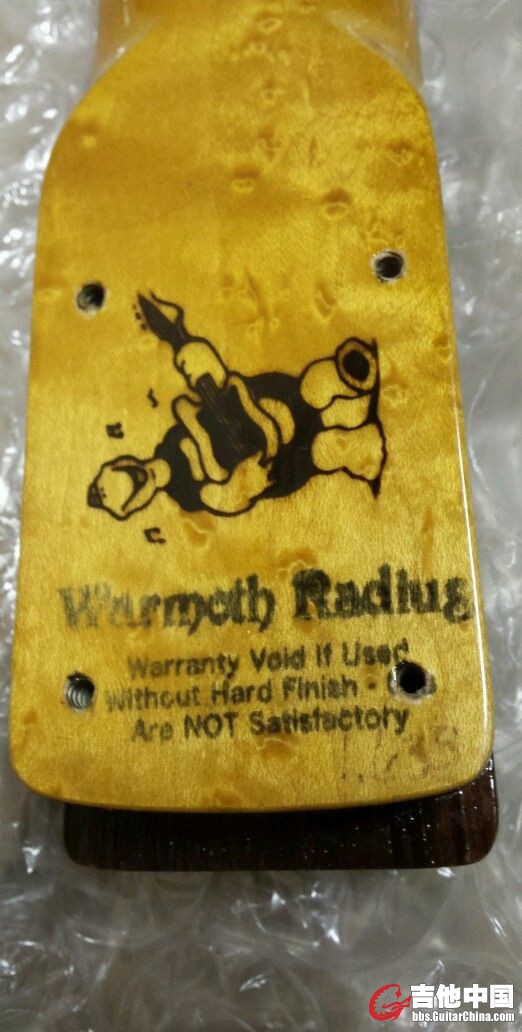 Warmoth Radius
Warranty Void If Used
Without Hard Finish -
Are NOT Satisfactory
吉他中国
bbs.GuitarChina.com